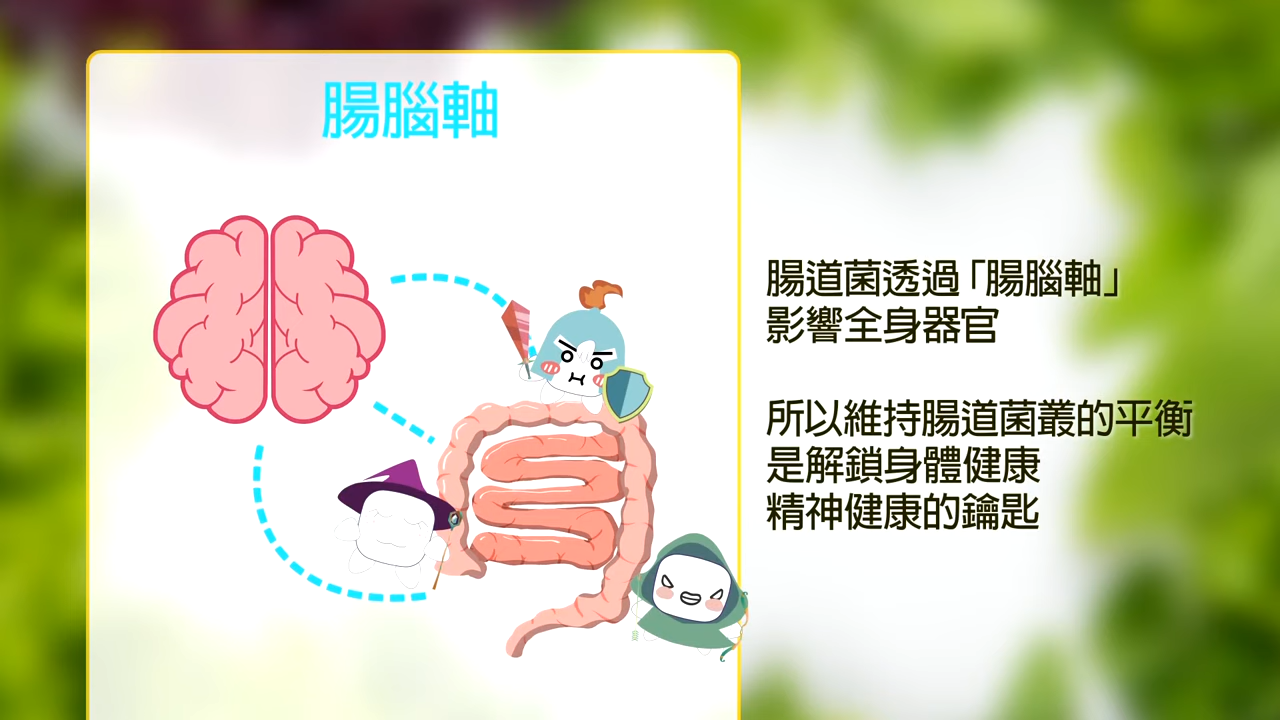 腸腦軸
腸道菌透過「腸腦軸」
影響全身器官
所以維持腸道菌叢的平衡
是解鎖身體健康
精神健康的鑰匙